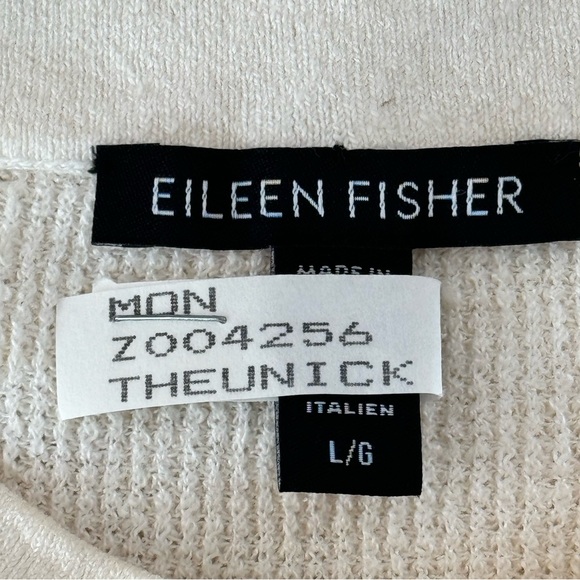 EILEEN FISHER
MADE IN
MON
Z004256
THEUNICK
ITALIEN
L/G